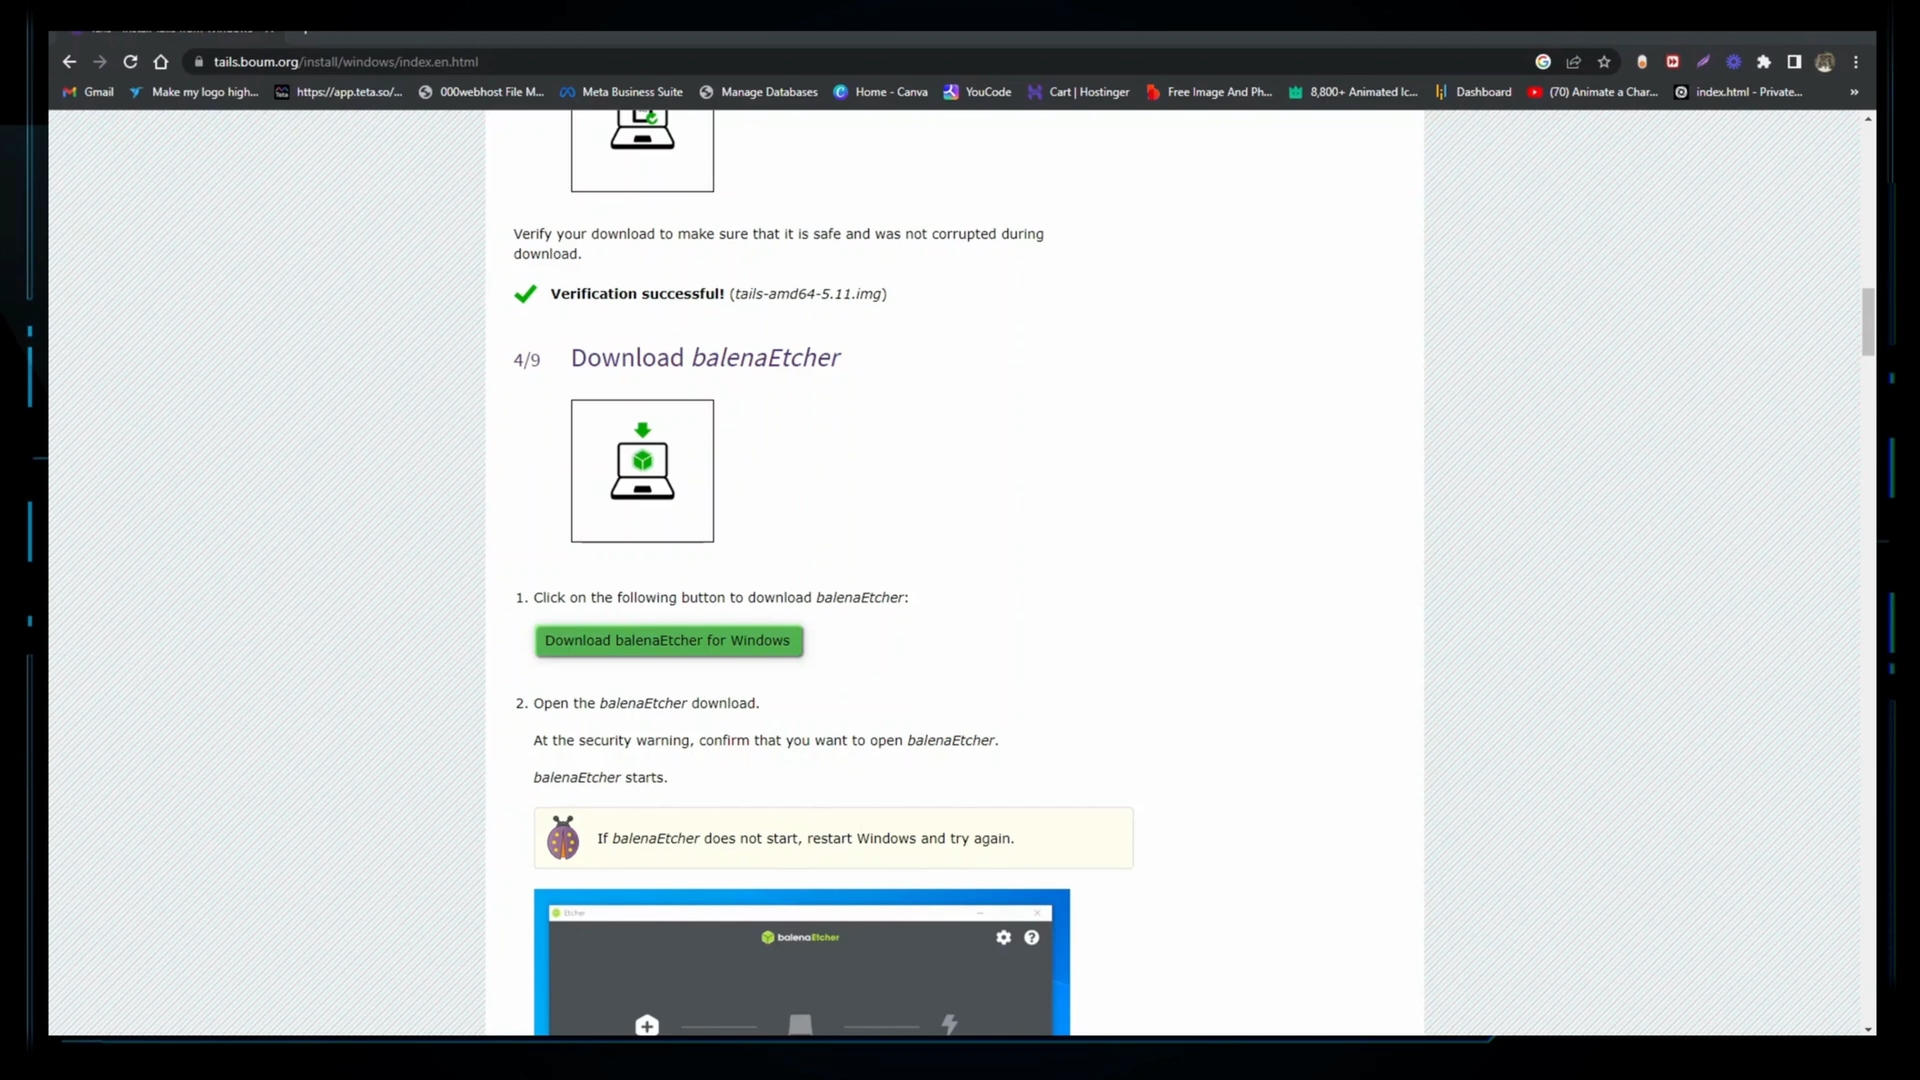 tails.boum.org/install/windows/index.en.html
Gmail
Make my logo high...
https://app.teta.so/...
000webhost File M...
Meta Business Suite
Manage Databases
Home - Canva
YouCode
Cart | Hostinger
Free Image And Ph...
8,800+ Animated Ic...
Dashboard
(70) Animate a Char...
index.html - Private...
»
Verify your download to make sure that it is safe and was not corrupted during
download.
Verification successful! (tails-amd64-5.11.img)
4/9 Download balenaEtcher
1. Click on the following button to download balenaEtcher:
Download balenaEtcher for Windows
2. Open the balenaEtcher download.
At the security warning, confirm that you want to open balenaEtcher.
balenaEtcher starts.
If balenaEtcher does not start, restart Windows and try again.
Etcher
balenaEtcher